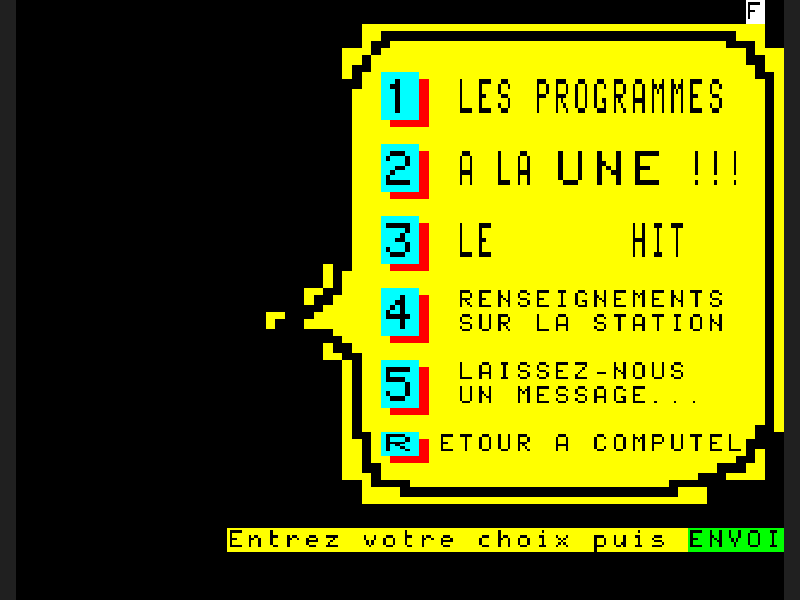 F
1 LES PROGRAMMES
2 A LA UNE !!!
3 LE HIT
4 RENSEIGNEMENTS
SUR LA STATION
5 LAISSEZ-NOUS
UN MESSAGE...
RETOUR A COMPUTEL
Entrez votre choix puis ENVOI